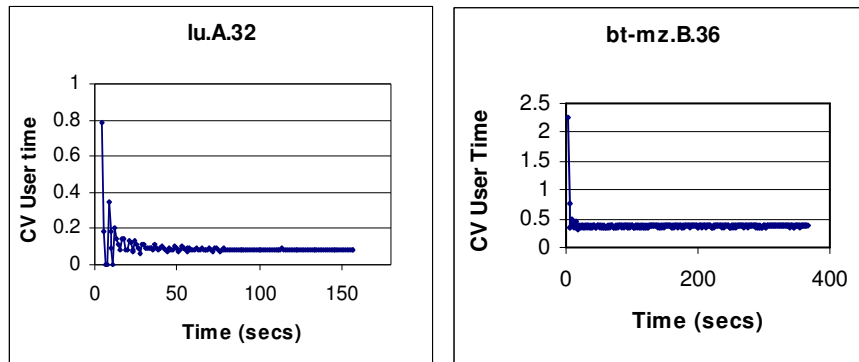 lu.A.32
1
0.8
0.6
0.4
0.2
0
CV User time
0 50 100 150
Time (secs)
bt-mz.B.36
2.5
2
1.5
1
0.5
0
CV User Time
0 200 400
Time (secs)